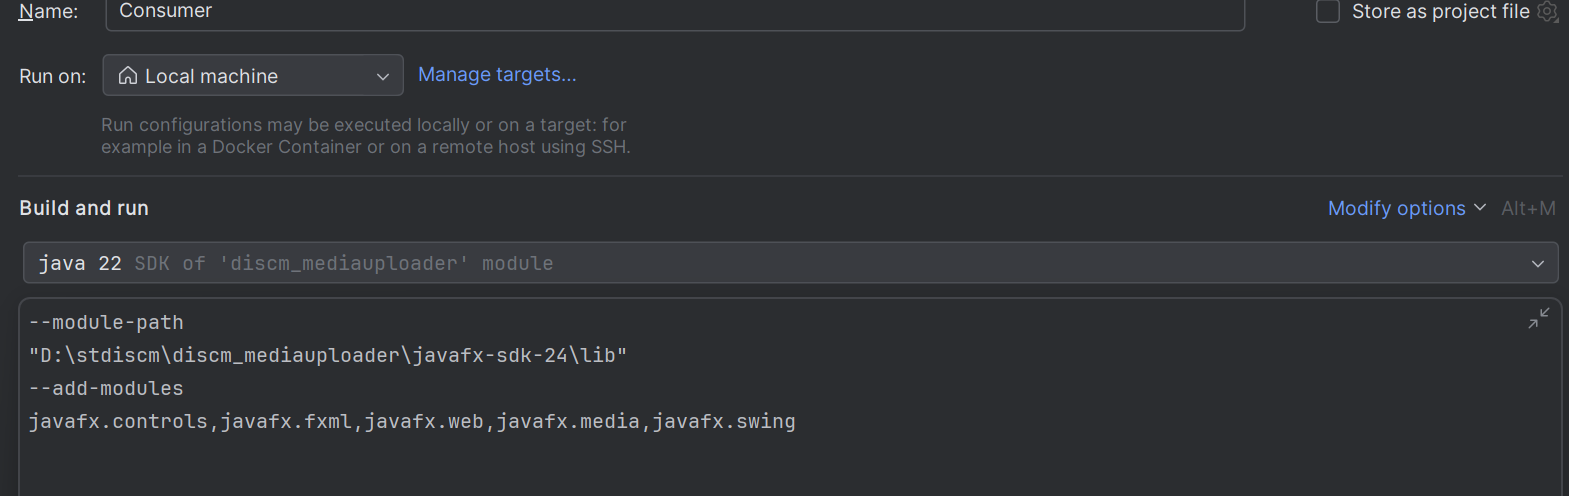 Name: Consumer Store as project file
Run on: Local machine Manage targets...
Run configurations may be executed locally or on a target: for
example in a Docker Container or on a remote host using SSH.
Build and run Modify options Alt+M
java 22 SDK of 'discm_mediauploader' module
--module-path
"D:\stdiscm\discm_mediauploader\javafx-sdk-24\lib"
--add-modules
javafx.controls,javafx.fxml,javafx.web,javafx.media,javafx.swing